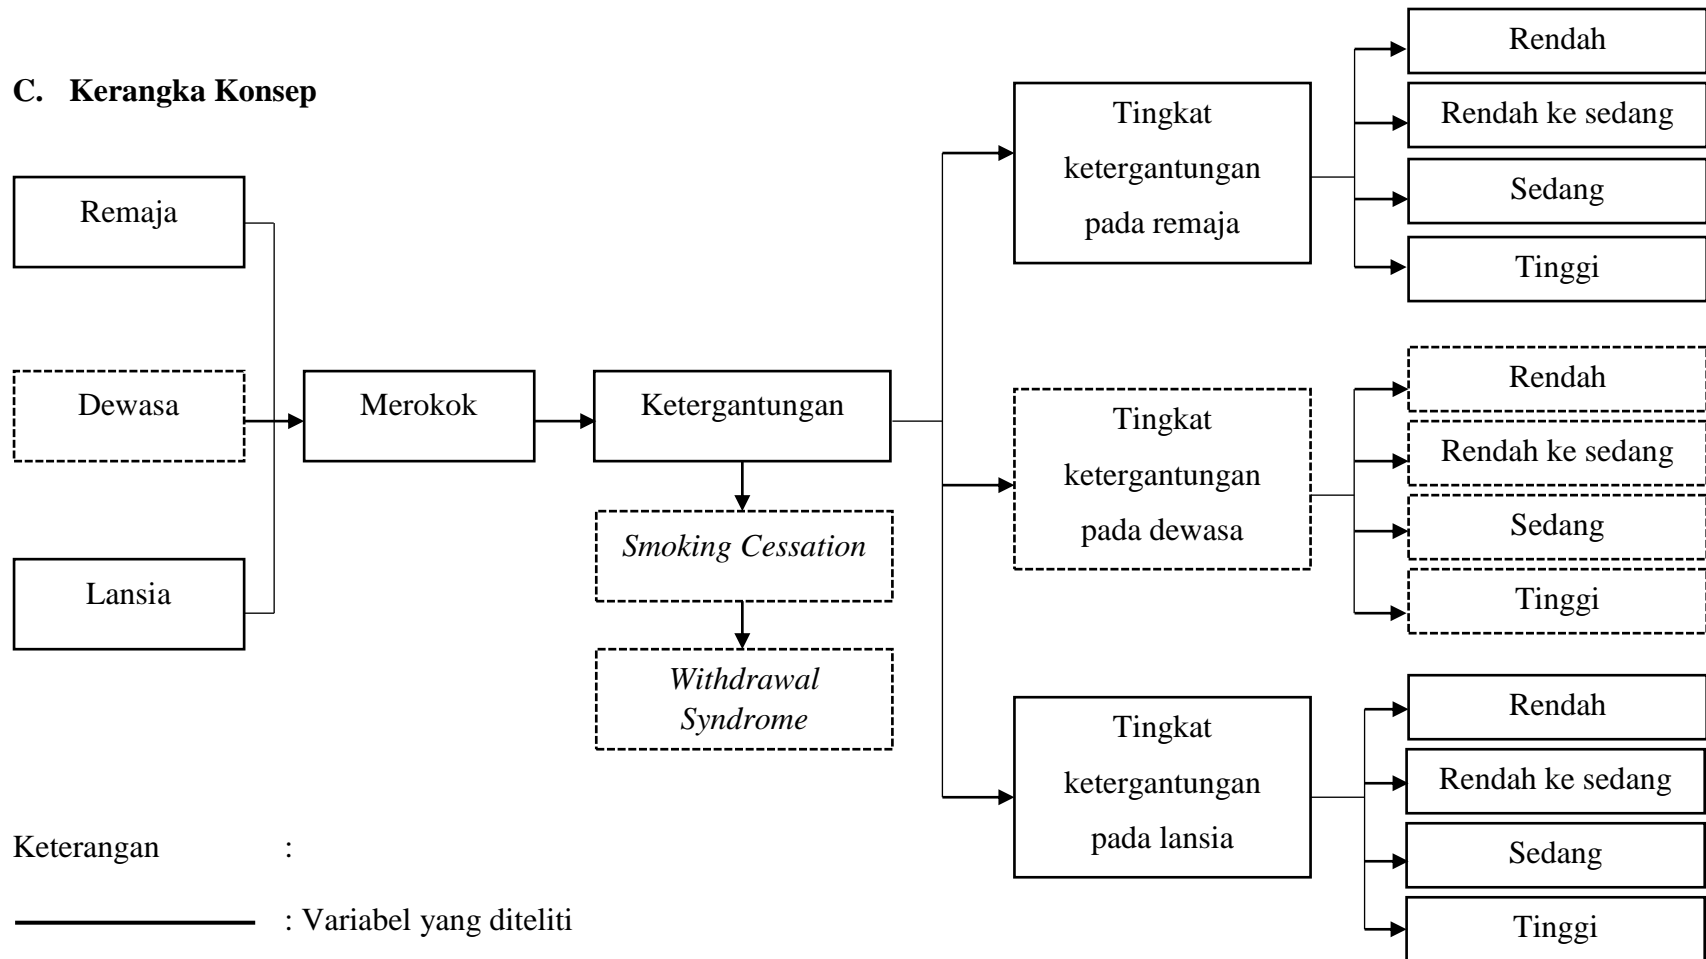 C. Kerangka Konsep
Remaja
Dewasa
Lansia
Merokok
Ketergantungan
Smoking Cessation
Withdrawal
Syndrome
Tingkat
ketergantungan
pada remaja
Rendah
Rendah ke sedang
Sedang
Tinggi
Tingkat
ketergantungan
pada dewasa
Rendah
Rendah ke sedang
Sedang
Tinggi
Tingkat
ketergantungan
pada lansia
Rendah
Rendah ke sedang
Sedang
Tinggi
Keterangan :
: Variabel yang diteliti